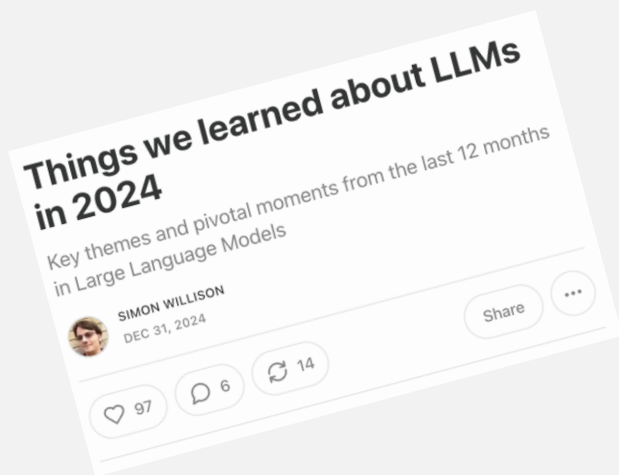 Things we learned about LLMs
in 2024
Key themes and pivotal moments from the last 12 months
in Large Language Models
SIMON WILLISON
DEC 31, 2024
Share
97
6
14